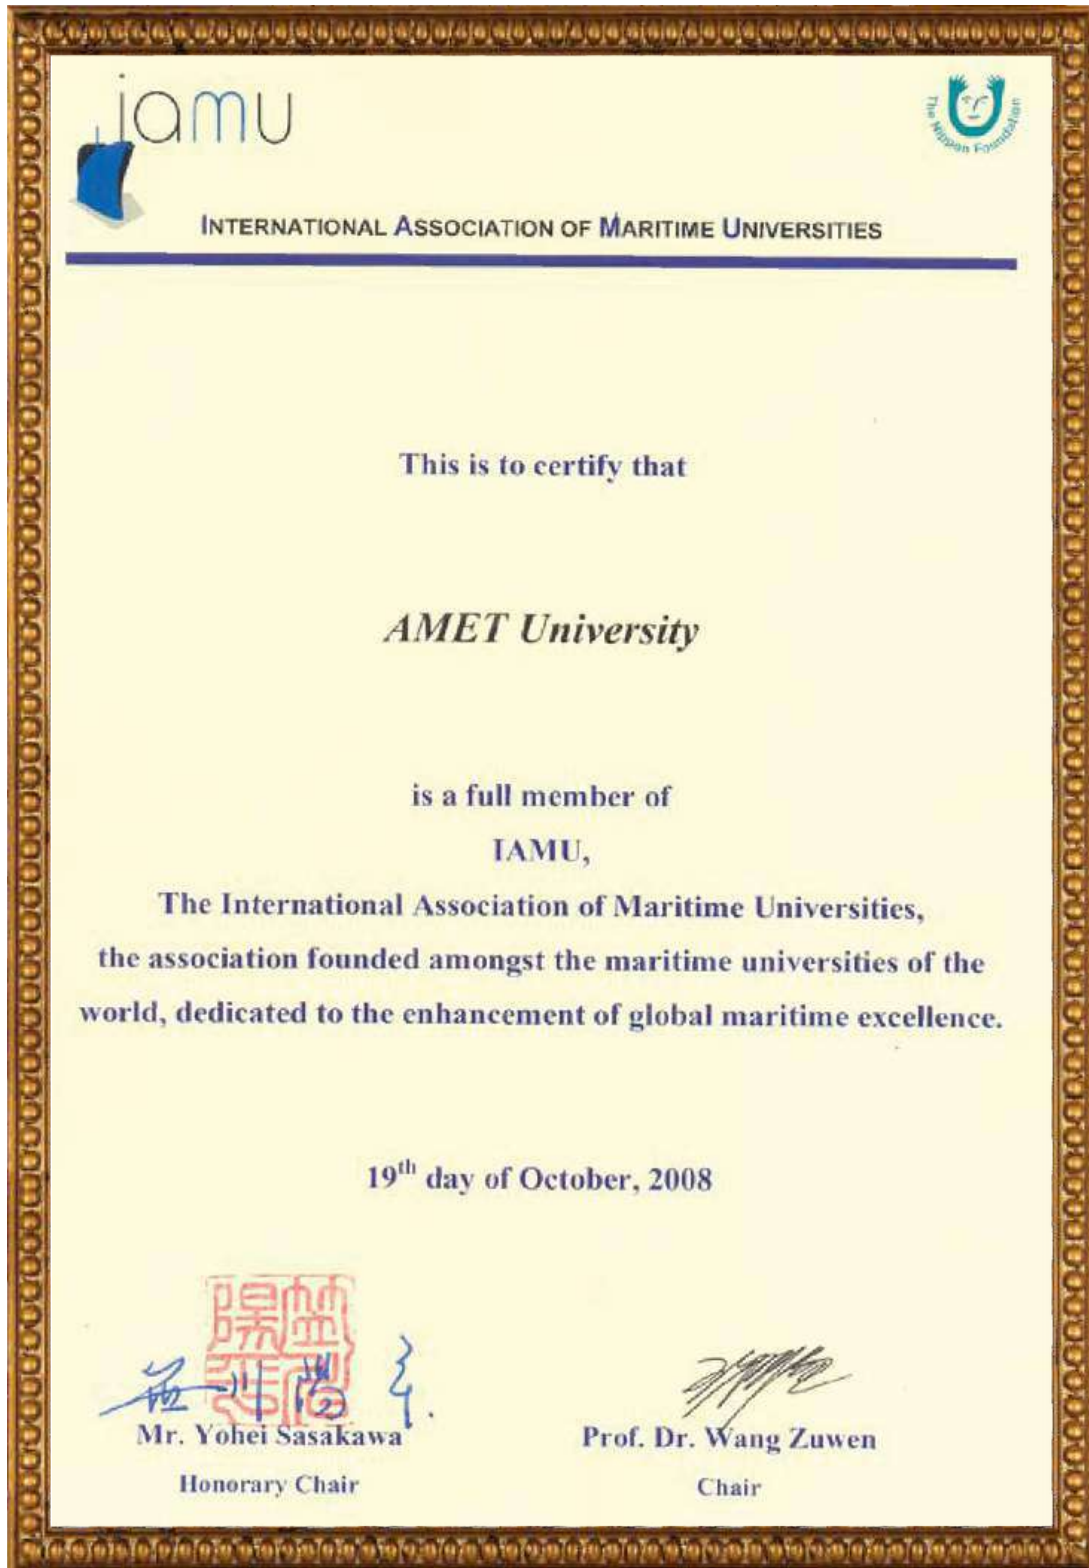 iamu
The Nippon Foundation
INTERNATIONAL ASSOCIATION OF MARITIME UNIVERSITIES
This is to certify that
AMET University
is a full member of
IAMU,
The International Association of Maritime Universities,
the association founded amongst the maritime universities of the
world, dedicated to the enhancement of global maritime excellence.
19th day of October, 2008
Mr. Yohei Sasakawa
Honorary Chair
Prof. Dr. Wang Zuwen
Chair